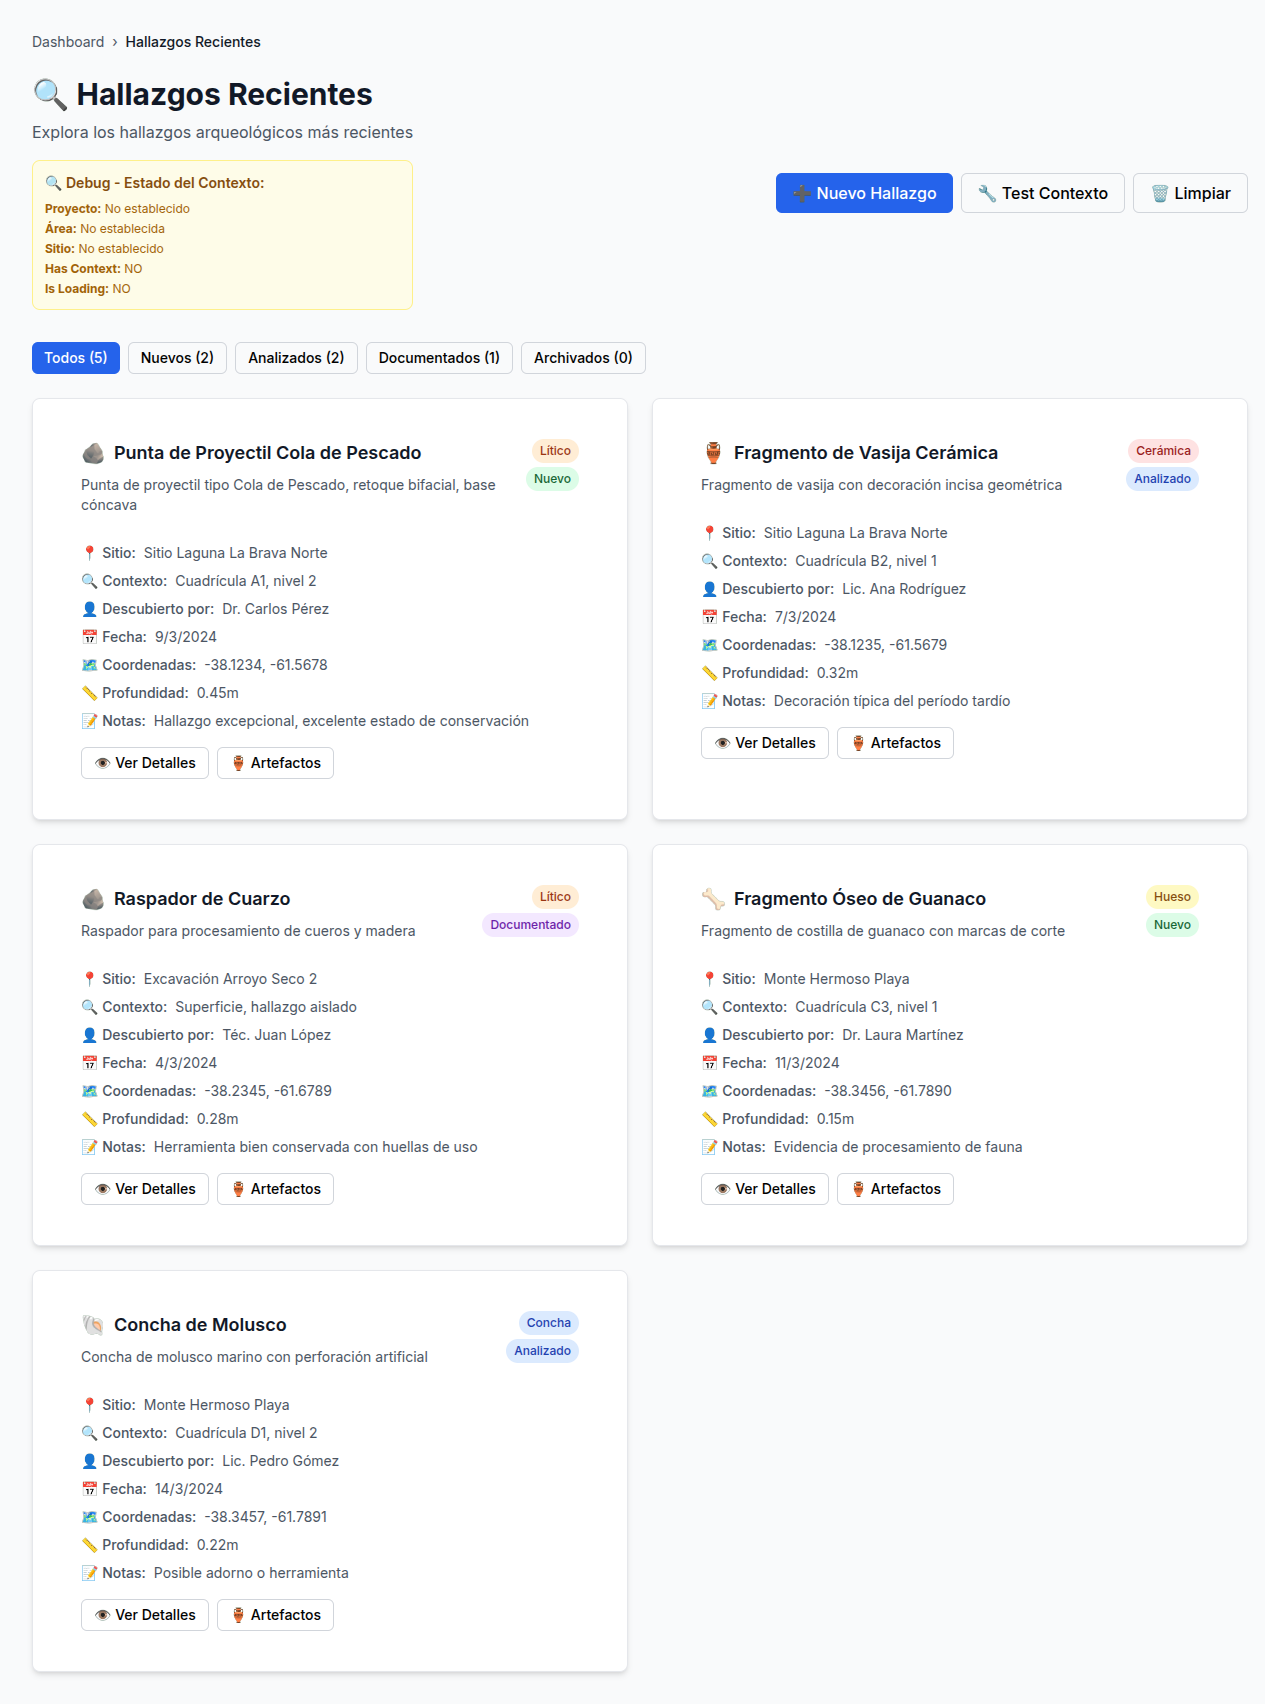 Dashboard › Hallazgos Recientes
🔍 Hallazgos Recientes
Explora los hallazgos arqueológicos más recientes
🔍 Debug - Estado del Contexto:
Proyecto: No establecido
Área: No establecida
Sitio: No establecido
Has Context: NO
Is Loading: NO
➕ Nuevo Hallazgo
🔧 Test Contexto
🗑️ Limpiar
Todos (5)
Nuevos (2)
Analizados (2)
Documentados (1)
Archivados (0)
🪨 Punta de Proyectil Cola de Pescado
Lítico
Nuevo
Punta de proyectil tipo Cola de Pescado, retoque bifacial, base
cóncava
📍 Sitio: Sitio Laguna La Brava Norte
🔍 Contexto: Cuadrícula A1, nivel 2
👤 Descubierto por: Dr. Carlos Pérez
📅 Fecha: 9/3/2024
🗺️ Coordenadas: -38.1234, -61.5678
📏 Profundidad: 0.45m
📝 Notas: Hallazgo excepcional, excelente estado de conservación
👁️ Ver Detalles
🏺 Artefactos
🏺 Fragmento de Vasija Cerámica
Cerámica
Analizado
Fragmento de vasija con decoración incisa geométrica
📍 Sitio: Sitio Laguna La Brava Norte
🔍 Contexto: Cuadrícula B2, nivel 1
👤 Descubierto por: Lic. Ana Rodríguez
📅 Fecha: 7/3/2024
🗺️ Coordenadas: -38.1235, -61.5679
📏 Profundidad: 0.32m
📝 Notas: Decoración típica del período tardío
👁️ Ver Detalles
🏺 Artefactos
🪨 Raspador de Cuarzo
Lítico
Documentado
Raspador para procesamiento de cueros y madera
📍 Sitio: Excavación Arroyo Seco 2
🔍 Contexto: Superficie, hallazgo aislado
👤 Descubierto por: Téc. Juan López
📅 Fecha: 4/3/2024
🗺️ Coordenadas: -38.2345, -61.6789
📏 Profundidad: 0.28m
📝 Notas: Herramienta bien conservada con huellas de uso
👁️ Ver Detalles
🏺 Artefactos
🦴 Fragmento Óseo de Guanaco
Hueso
Nuevo
Fragmento de costilla de guanaco con marcas de corte
📍 Sitio: Monte Hermoso Playa
🔍 Contexto: Cuadrícula C3, nivel 1
👤 Descubierto por: Dr. Laura Martínez
📅 Fecha: 11/3/2024
🗺️ Coordenadas: -38.3456, -61.7890
📏 Profundidad: 0.15m
📝 Notas: Evidencia de procesamiento de fauna
👁️ Ver Detalles
🏺 Artefactos
🐚 Concha de Molusco
Concha
Analizado
Concha de molusco marino con perforación artificial
📍 Sitio: Monte Hermoso Playa
🔍 Contexto: Cuadrícula D1, nivel 2
👤 Descubierto por: Lic. Pedro Gómez
📅 Fecha: 14/3/2024
🗺️ Coordenadas: -38.3457, -61.7891
📏 Profundidad: 0.22m
📝 Notas: Posible adorno o herramienta
👁️ Ver Detalles
🏺 Artefactos